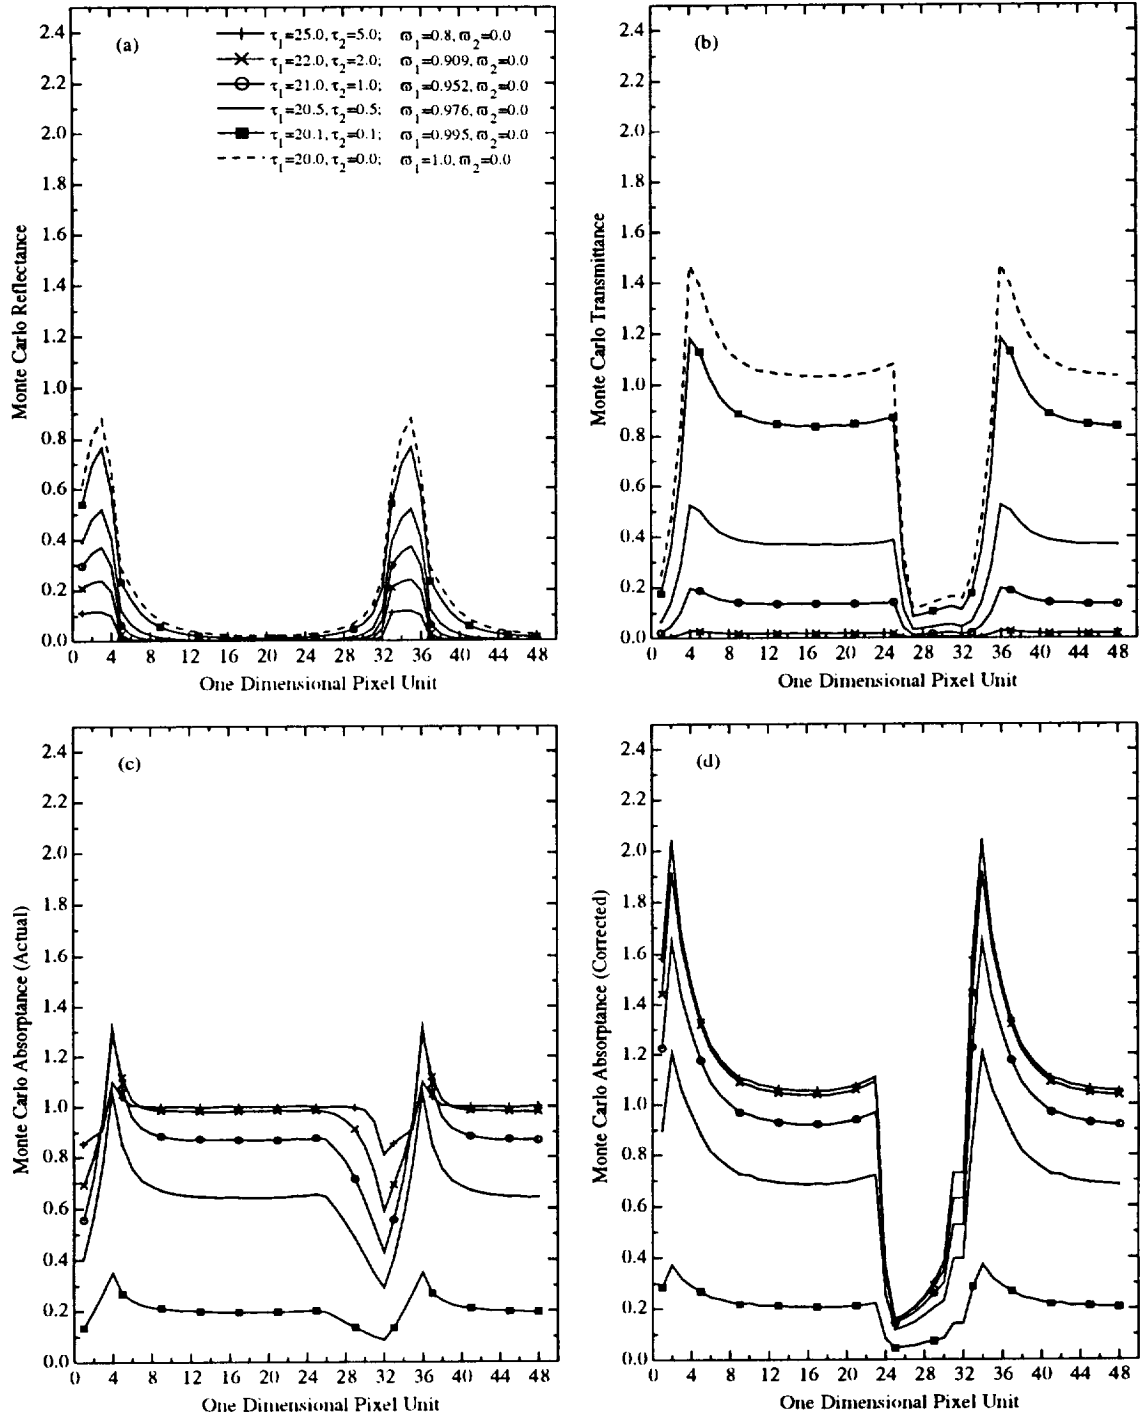 (a)
τ1=25.0, τ2=5.0; ϖ1=0.8, ϖ2=0.0
τ1=22.0, τ2=2.0; ϖ1=0.909, ϖ2=0.0
τ1=21.0, τ2=1.0; ϖ1=0.952, ϖ2=0.0
τ1=20.5, τ2=0.5; ϖ1=0.976, ϖ2=0.0
τ1=20.1, τ2=0.1; ϖ1=0.995, ϖ2=0.0
τ1=20.0, τ2=0.0; ϖ1=1.0, ϖ2=0.0
2.4
2.2
2.0
1.8
1.6
1.4
1.2
1.0
0.8
0.6
0.4
0.2
0.0
Monte Carlo Reflectance
0 4 8 12 16 20 24 28 32 36 40 44 48
One Dimensional Pixel Unit
(b)
2.4
2.2
2.0
1.8
1.6
1.4
1.2
1.0
0.8
0.6
0.4
0.2
0.0
Monte Carlo Transmittance
0 4 8 12 16 20 24 28 32 36 40 44 48
One Dimensional Pixel Unit
(c)
2.4
2.2
2.0
1.8
1.6
1.4
1.2
1.0
0.8
0.6
0.4
0.2
0.0
Monte Carlo Absorptance (Actual)
0 4 8 12 16 20 24 28 32 36 40 44 48
One Dimensional Pixel Unit
(d)
2.4
2.2
2.0
1.8
1.6
1.4
1.2
1.0
0.8
0.6
0.4
0.2
0.0
Monte Carlo Absorptance (Corrected)
0 4 8 12 16 20 24 28 32 36 40 44 48
One Dimensional Pixel Unit